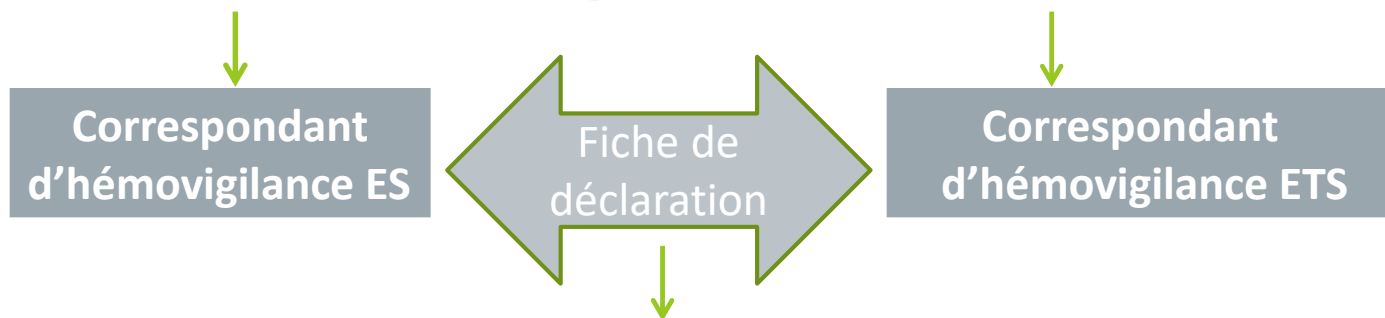 Correspondant
d’hémovigilance ES
Fiche de
déclaration
Correspondant
d’hémovigilance ETS